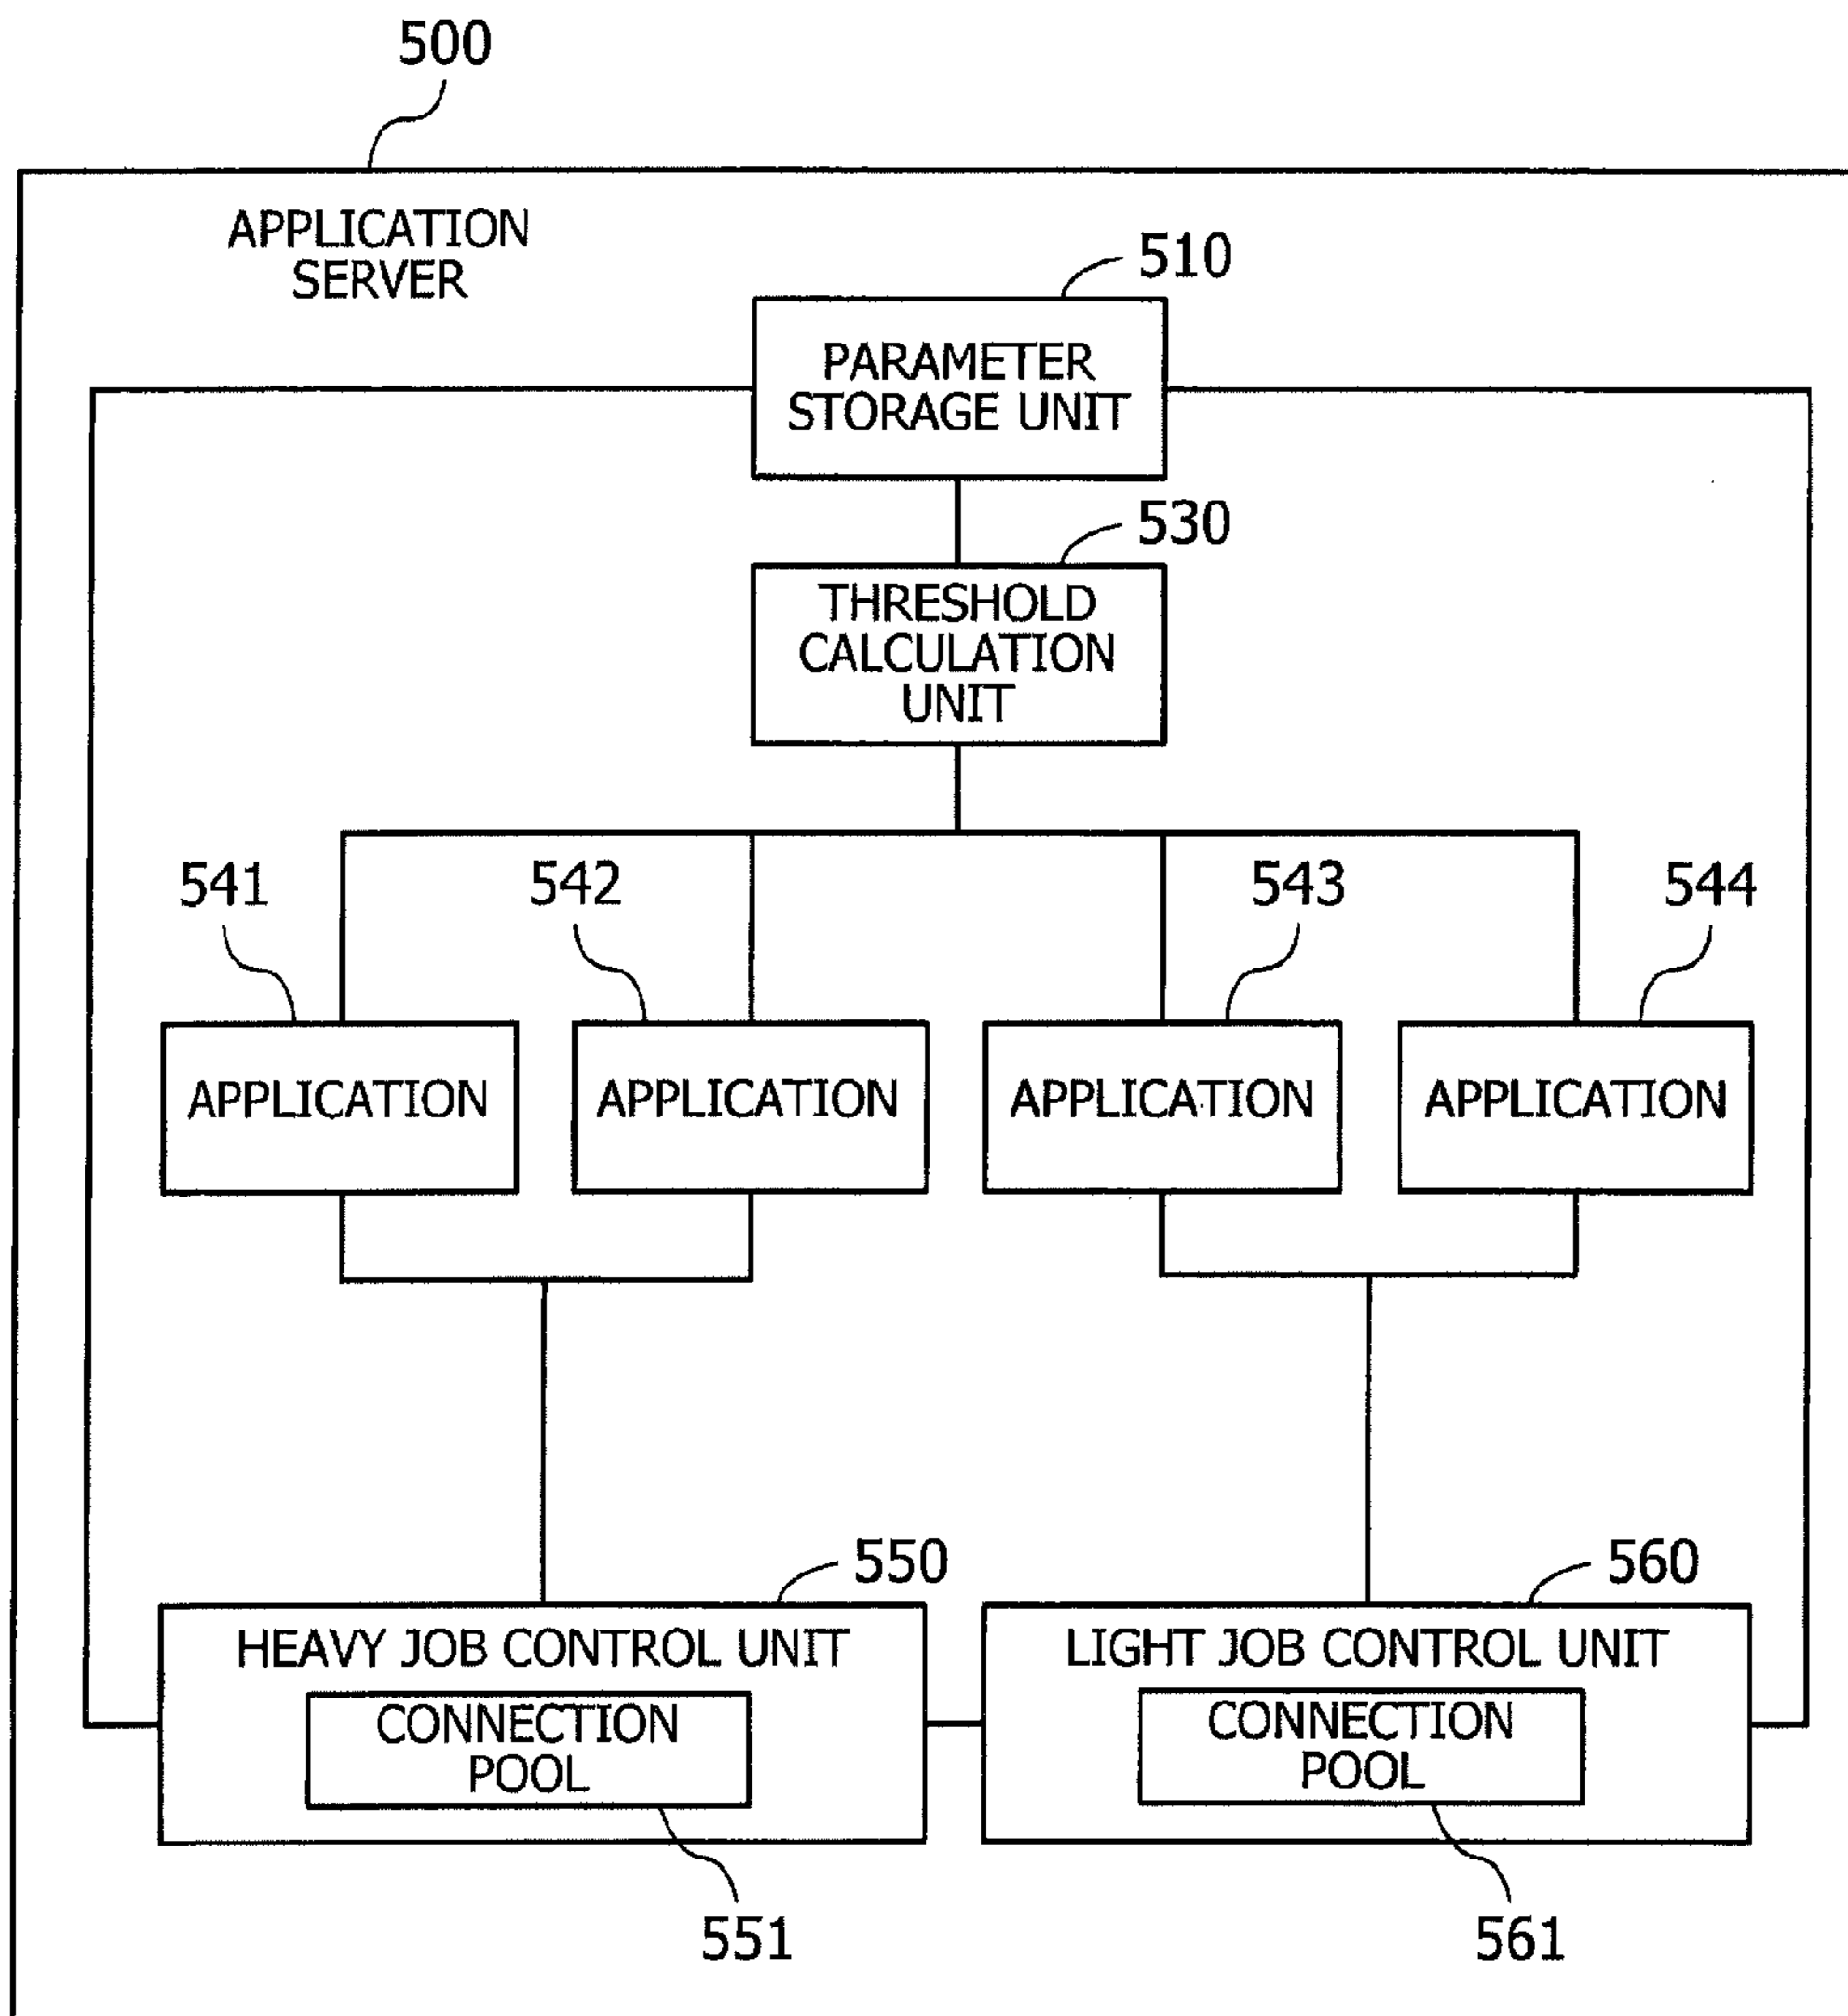 500
APPLICATION
SERVER
510
PARAMETER
STORAGE UNIT
530
THRESHOLD
CALCULATION
UNIT
541
542
543
544
APPLICATION
APPLICATION
APPLICATION
APPLICATION
550
560
HEAVY JOB CONTROL UNIT
CONNECTION
POOL
LIGHT JOB CONTROL UNIT
CONNECTION
POOL
551
561